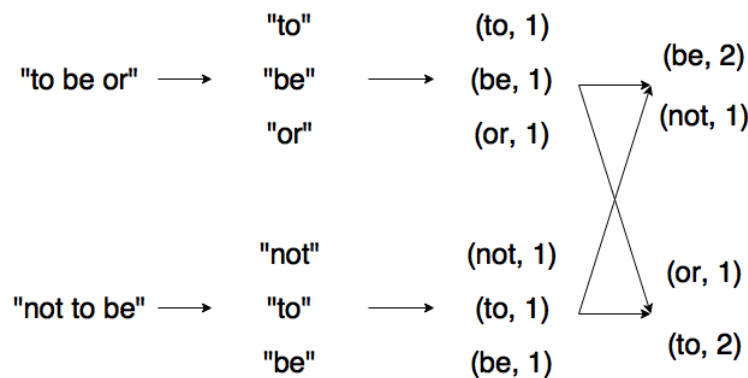 "to be or"
"to"
"be"
"or"
(to, 1)
(be, 1)
(or, 1)
(be, 2)
(not, 1)
"not to be"
"not"
"to"
"be"
(not, 1)
(to, 1)
(be, 1)
(or, 1)
(to, 2)